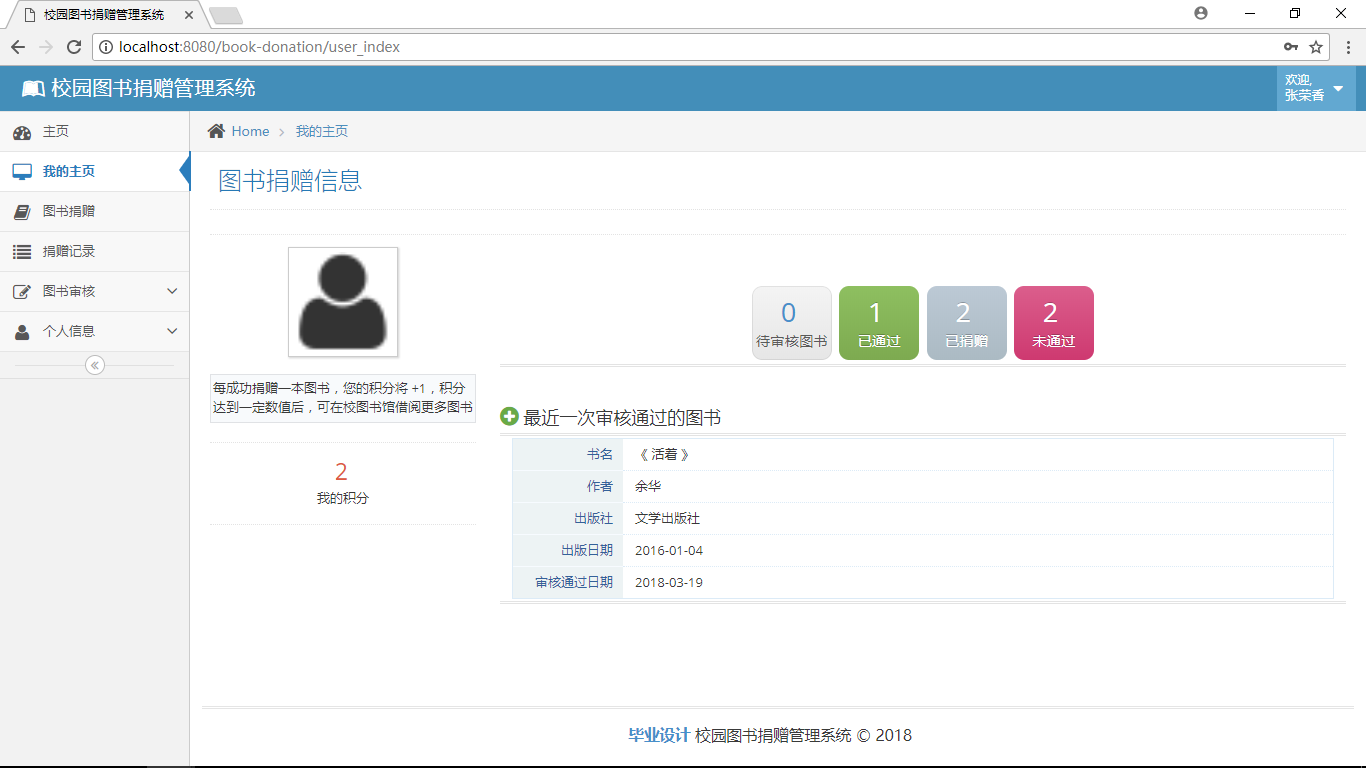 校园图书捐赠管理系统
localhost:8080/book-donation/user_index
校园图书捐赠管理系统
欢迎,
张荣香
主页
我的主页
图书捐赠
捐赠记录
图书审核
个人信息
Home > 我的主页
图书捐赠信息
每成功捐赠一本图书，您的积分将 +1，积分
达到一定数值后，可在校图书馆借阅更多图书
2
我的积分
0
待审核图书
1
已通过
2
已捐赠
2
未通过
最近一次审核通过的图书
书名 《 活着 》
作者 余华
出版社 文学出版社
出版日期 2016-01-04
审核通过日期 2018-03-19
毕业设计 校园图书捐赠管理系统 © 2018